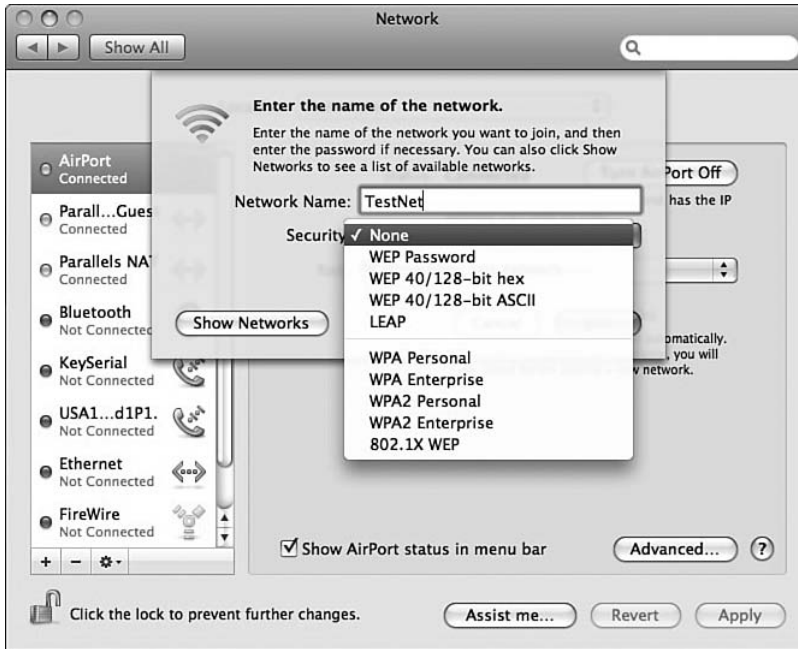 Network
Show All
Enter the name of the network.
Enter the name of the network you want to join, and then
enter the password if necessary. You can also click Show
Networks to see a list of available networks.
Network Name: TestNet
Security
✓ None
WEP Password
WEP 40/128-bit hex
WEP 40/128-bit ASCII
LEAP
WPA Personal
WPA Enterprise
WPA2 Personal
WPA2 Enterprise
802.1X WEP
Show Networks
AirPort
Connected
Parall...Gues
Connected
Parallels NA
Connected
Bluetooth
Not Connected
KeySerial
Not Connected
USA1...d1P1.
Not Connected
Ethernet
Not Connected
FireWire
Not Connected
+ –
Port Off
has the IP
omatically.
, you will
network.
Show AirPort status in menu bar
Advanced...
?
Click the lock to prevent further changes.
Assist me...
Revert
Apply